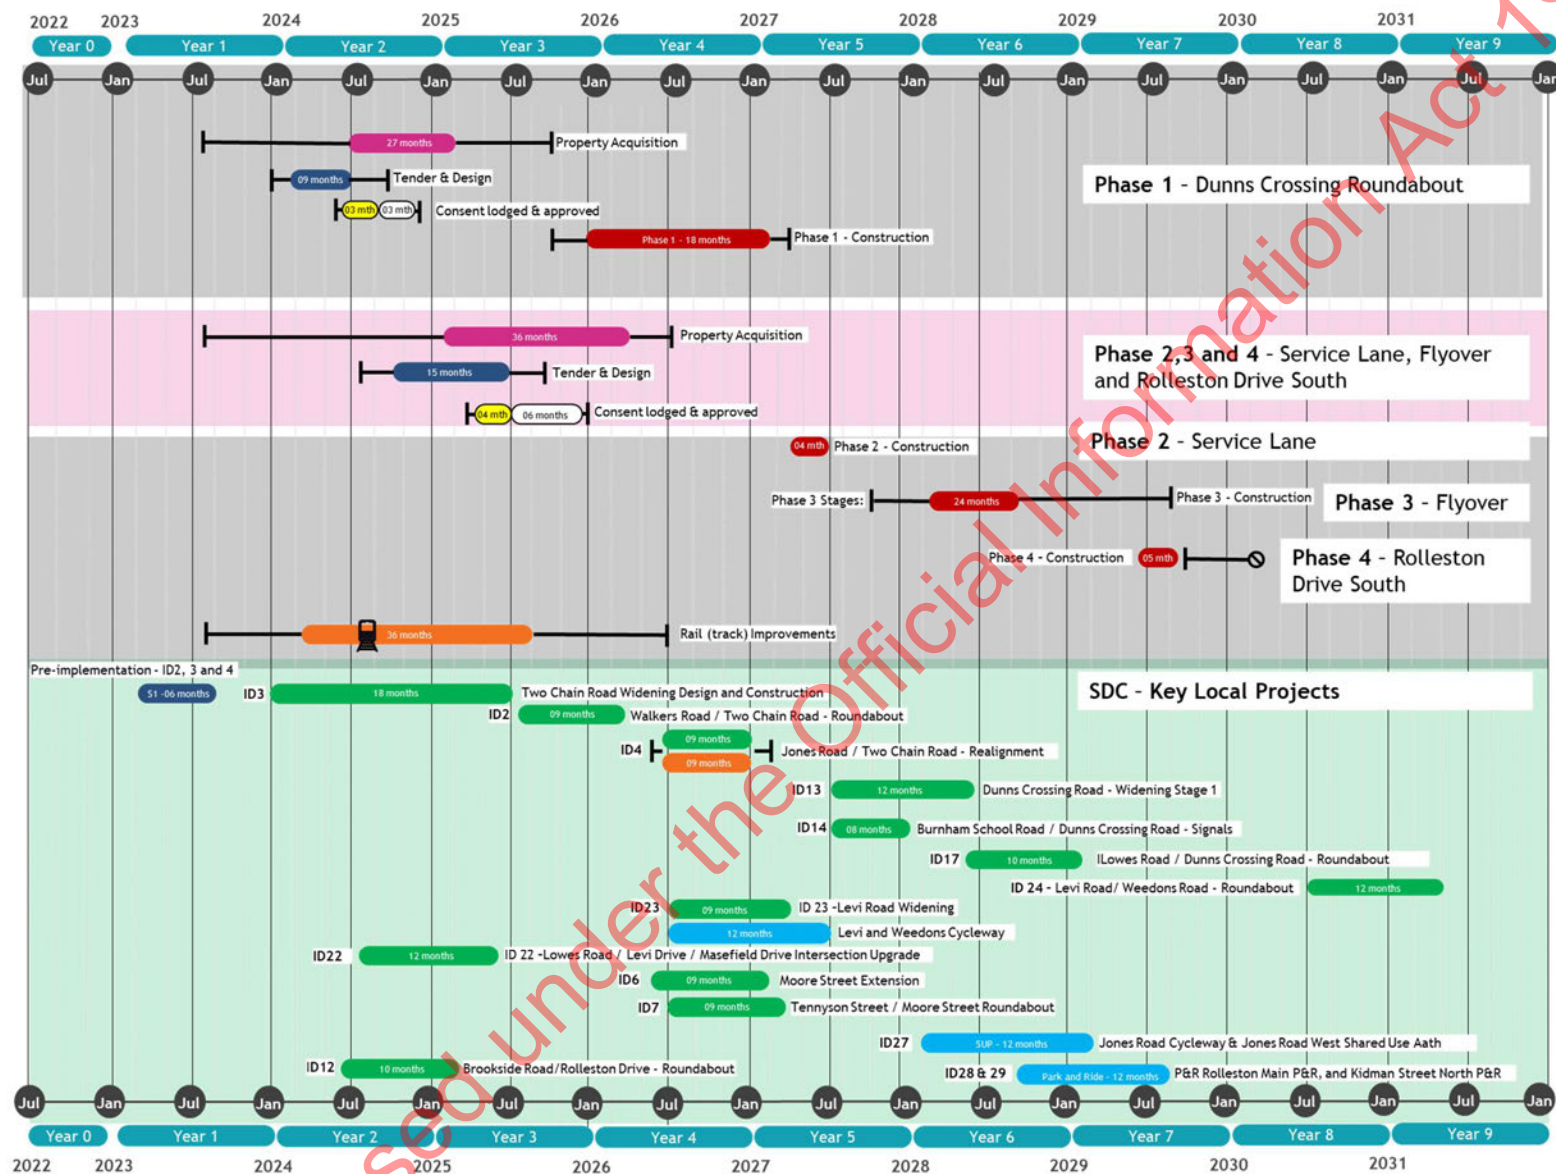 2022 2023 2024 2025 2026 2027 2028 2029 2030 2031
Year 0 Year 1 Year 2 Year 3 Year 4 Year 5 Year 6 Year 7 Year 8 Year 9
Jul Jan Jul Jan Jul Jan Jul Jan Jul Jan Jul Jan Jul Jan Jul Jan Jul Jan Jul Jan
27 months Property Acquisition
09 months Tender & Design
Phase 1 - Dunns Crossing Roundabout
03 mth 03 mth Consent lodged & approved
Phase 1 - 18 months Phase 1 - Construction
36 months Property Acquisition
Phase 2,3 and 4 - Service Lane, Flyover
and Rolleston Drive South
15 months Tender & Design
04 mth 06 months Consent lodged & approved
04 mth Phase 2 - Construction
Phase 2 - Service Lane
Phase 3 Stages: 24 months Phase 3 - Construction
Phase 3 - Flyover
Phase 4 - Construction 05 mth
Phase 4 - Rolleston
Drive South
36 months Rail (track) Improvements
Pre-implementation - ID2, 3 and 4
S1 -06 months ID3 18 months Two Chain Road Widening Design and Construction
SDC - Key Local Projects
ID2 09 months Walkers Road / Two Chain Road - Roundabout
09 months
ID4 Jones Road / Two Chain Road - Realignment
09 months
ID13 12 months Dunns Crossing Road - Widening Stage 1
ID14 08 months Burnham School Road / Dunns Crossing Road - Signals
ID17 10 months ILowes Road / Dunns Crossing Road - Roundabout
ID 24 - Levi Road/ Weedons Road - Roundabout 12 months
ID23 09 months ID 23 -Levi Road Widening
12 months Levi and Weedons Cycleway
ID22 12 months ID 22 -Lowes Road / Levi Drive / Masefield Drive Intersection Upgrade
ID6 09 months Moore Street Extension
ID7 09 months Tennyson Street / Moore Street Roundabout
ID27 SUP - 12 months Jones Road Cycleway & Jones Road West Shared Use Aath
ID12 10 months Brookside Road/Rolleston Drive - Roundabout
ID28 & 29 Park and Ride - 12 months P&R Rolleston Main P&R, and Kidman Street North P&R
Jul Jan Jul Jan Jul Jan Jul Jan Jul Jan Jul Jan Jul Jan Jul Jan Jul Jan Jul Jan
Year 0 Year 1 Year 2 Year 3 Year 4 Year 5 Year 6 Year 7 Year 8 Year 9
2022 2023 2024 2025 2026 2027 2028 2029 2030 2031
sed under the Official Information Act